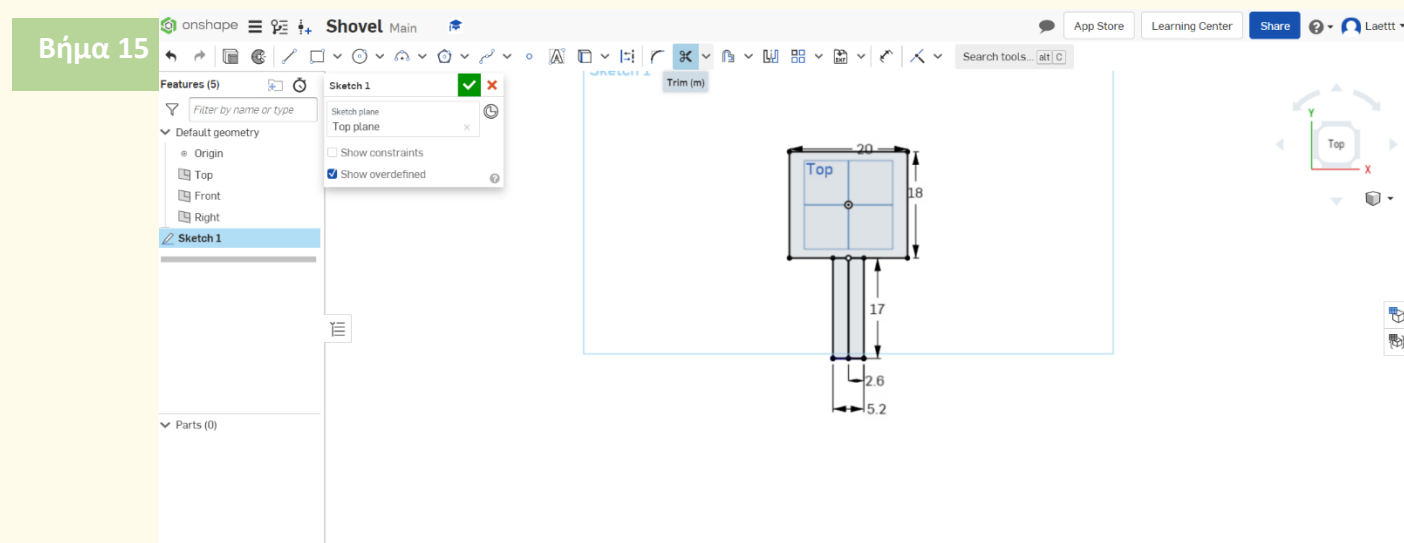 Βήμα 15
onshape Shovel Main App Store Learning Center Share Laettt
Search tools... alt C
Sketch 1
Trim (m)
Features (5)
Filter by name or type
Default geometry
Origin
Top
Front
Right
Sketch 1
Parts (0)
Sketch 1
Sketch plane
Top plane
Show constraints
Show overdefined
20
Top
18
17
2.6
5.2
Y
Top
X